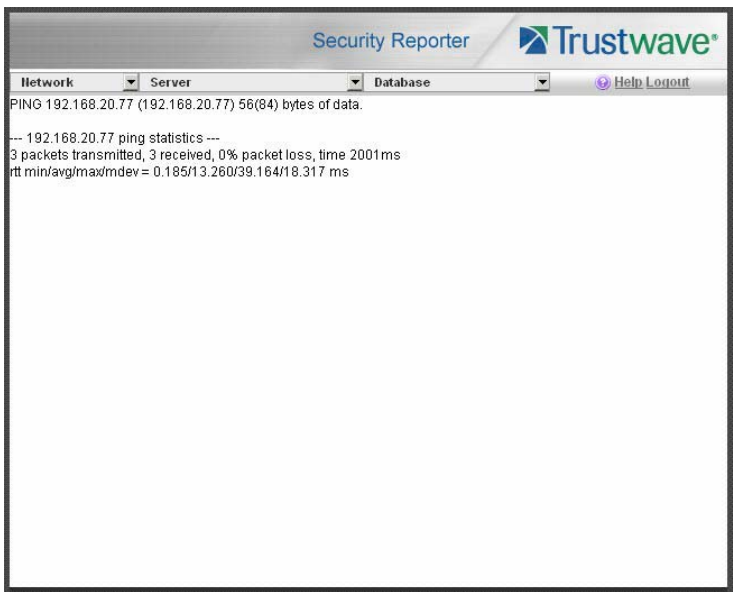 Security Reporter
Trustwave®
Network Server Database Help Logout
PING 192.168.20.77 (192.168.20.77) 56(84) bytes of data.
--- 192.168.20.77 ping statistics ---
3 packets transmitted, 3 received, 0% packet loss, time 2001ms
rtt min/avg/max/mdev = 0.185/13.260/39.164/18.317 ms